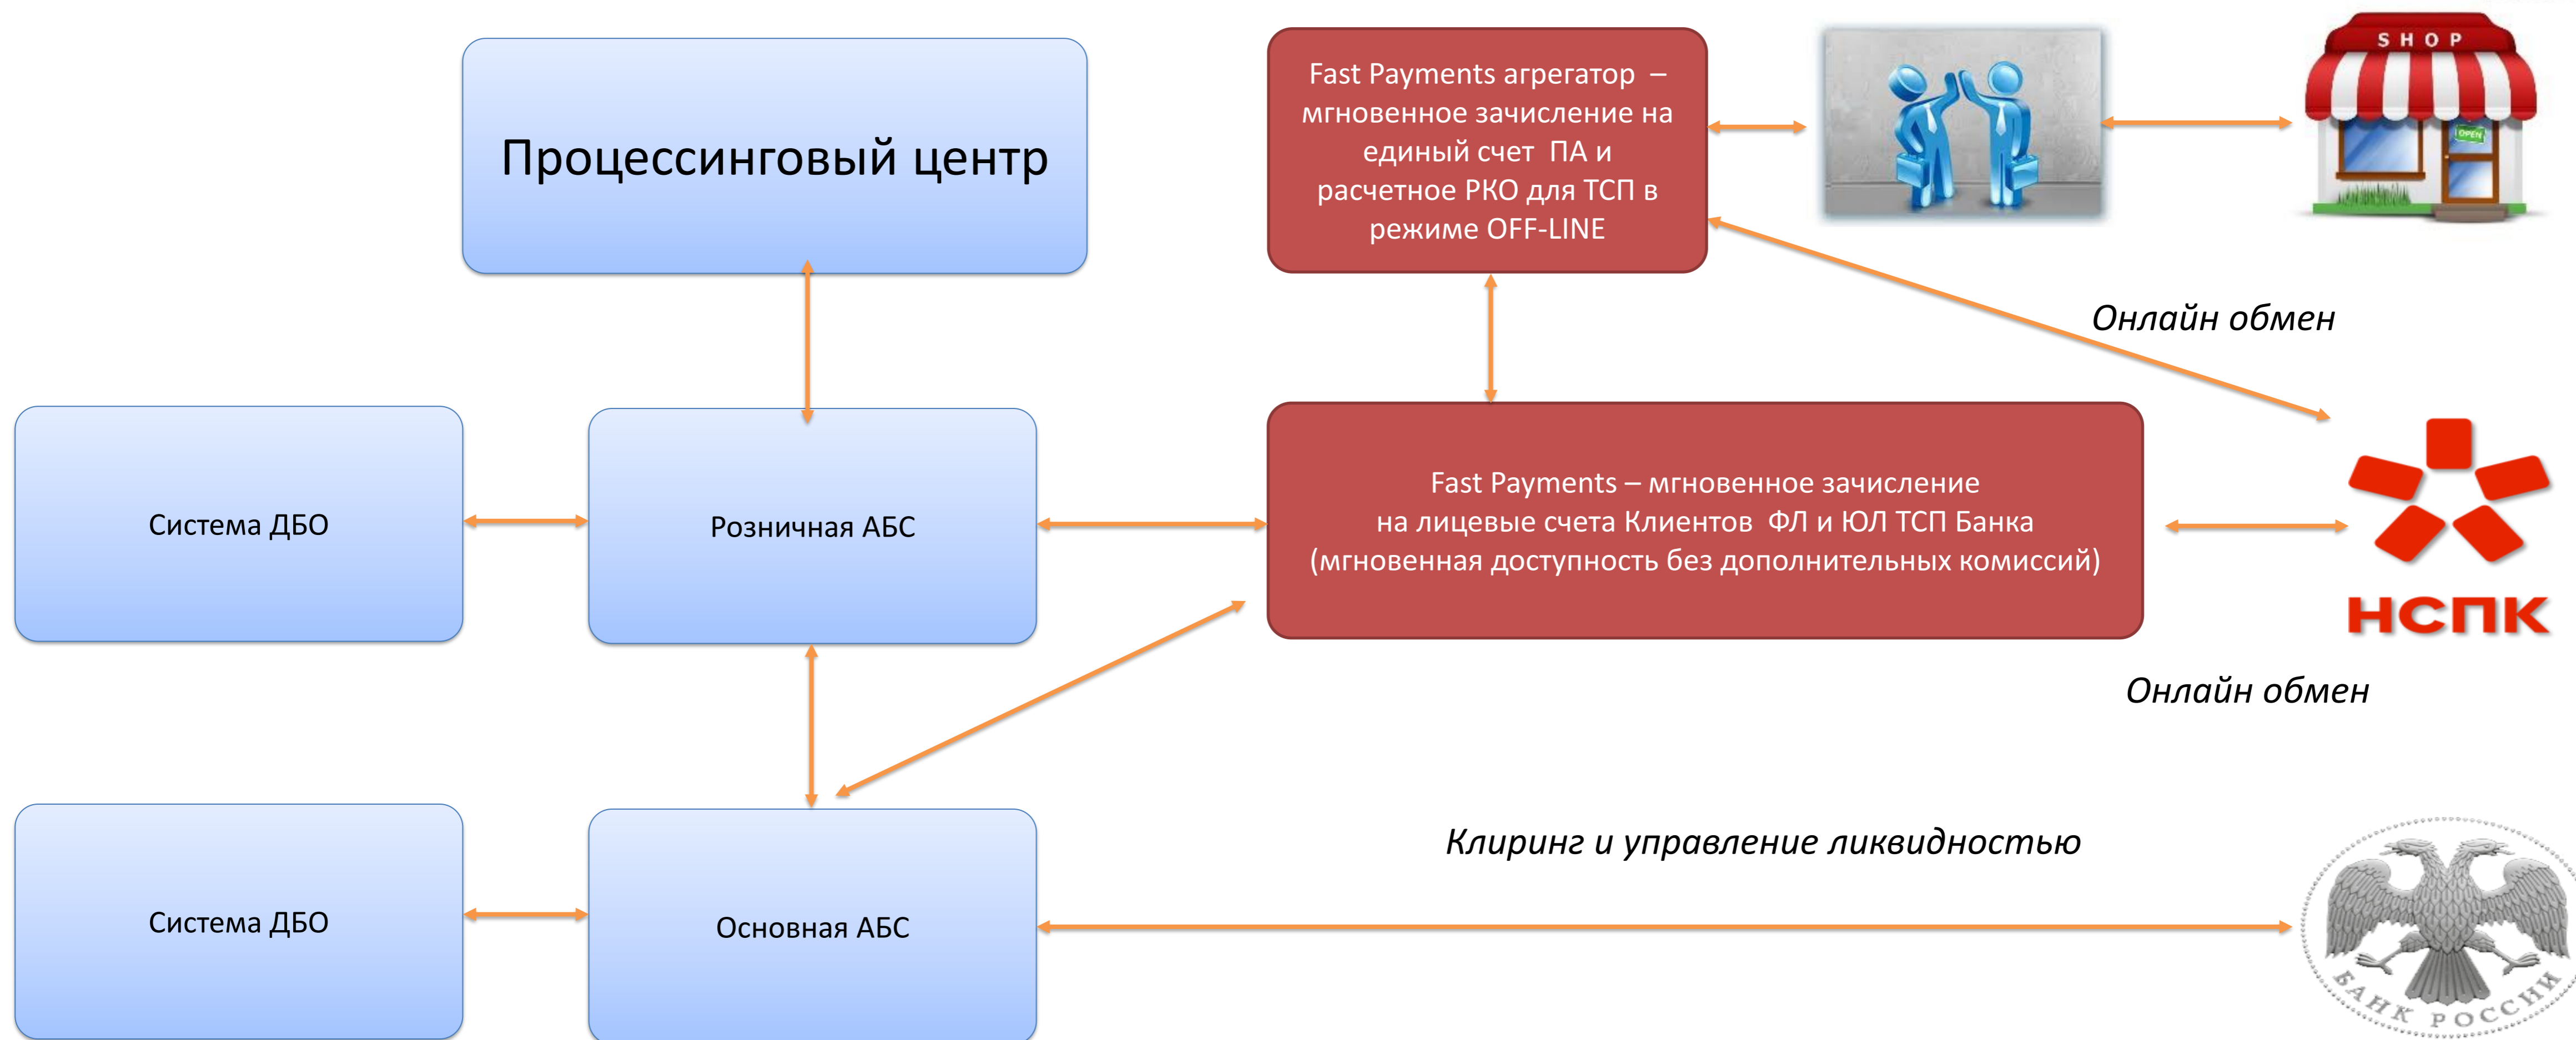 Процессинговый центр
Fast Payments агрегатор –
мгновенное зачисление на
единый счет ПА и
расчетное РКО для ТСП в
режиме OFF-LINE
SHOP
OPEN
Онлайн обмен
Система ДБО
Розничная АБС
Fast Payments – мгновенное зачисление
на лицевые счета Клиентов ФЛ и ЮЛ ТСП Банка
(мгновенная доступность без дополнительных комиссий)
НСПК
Онлайн обмен
Клиринг и управление ликвидностью
Система ДБО
Основная АБС
БАНК РОССИИ